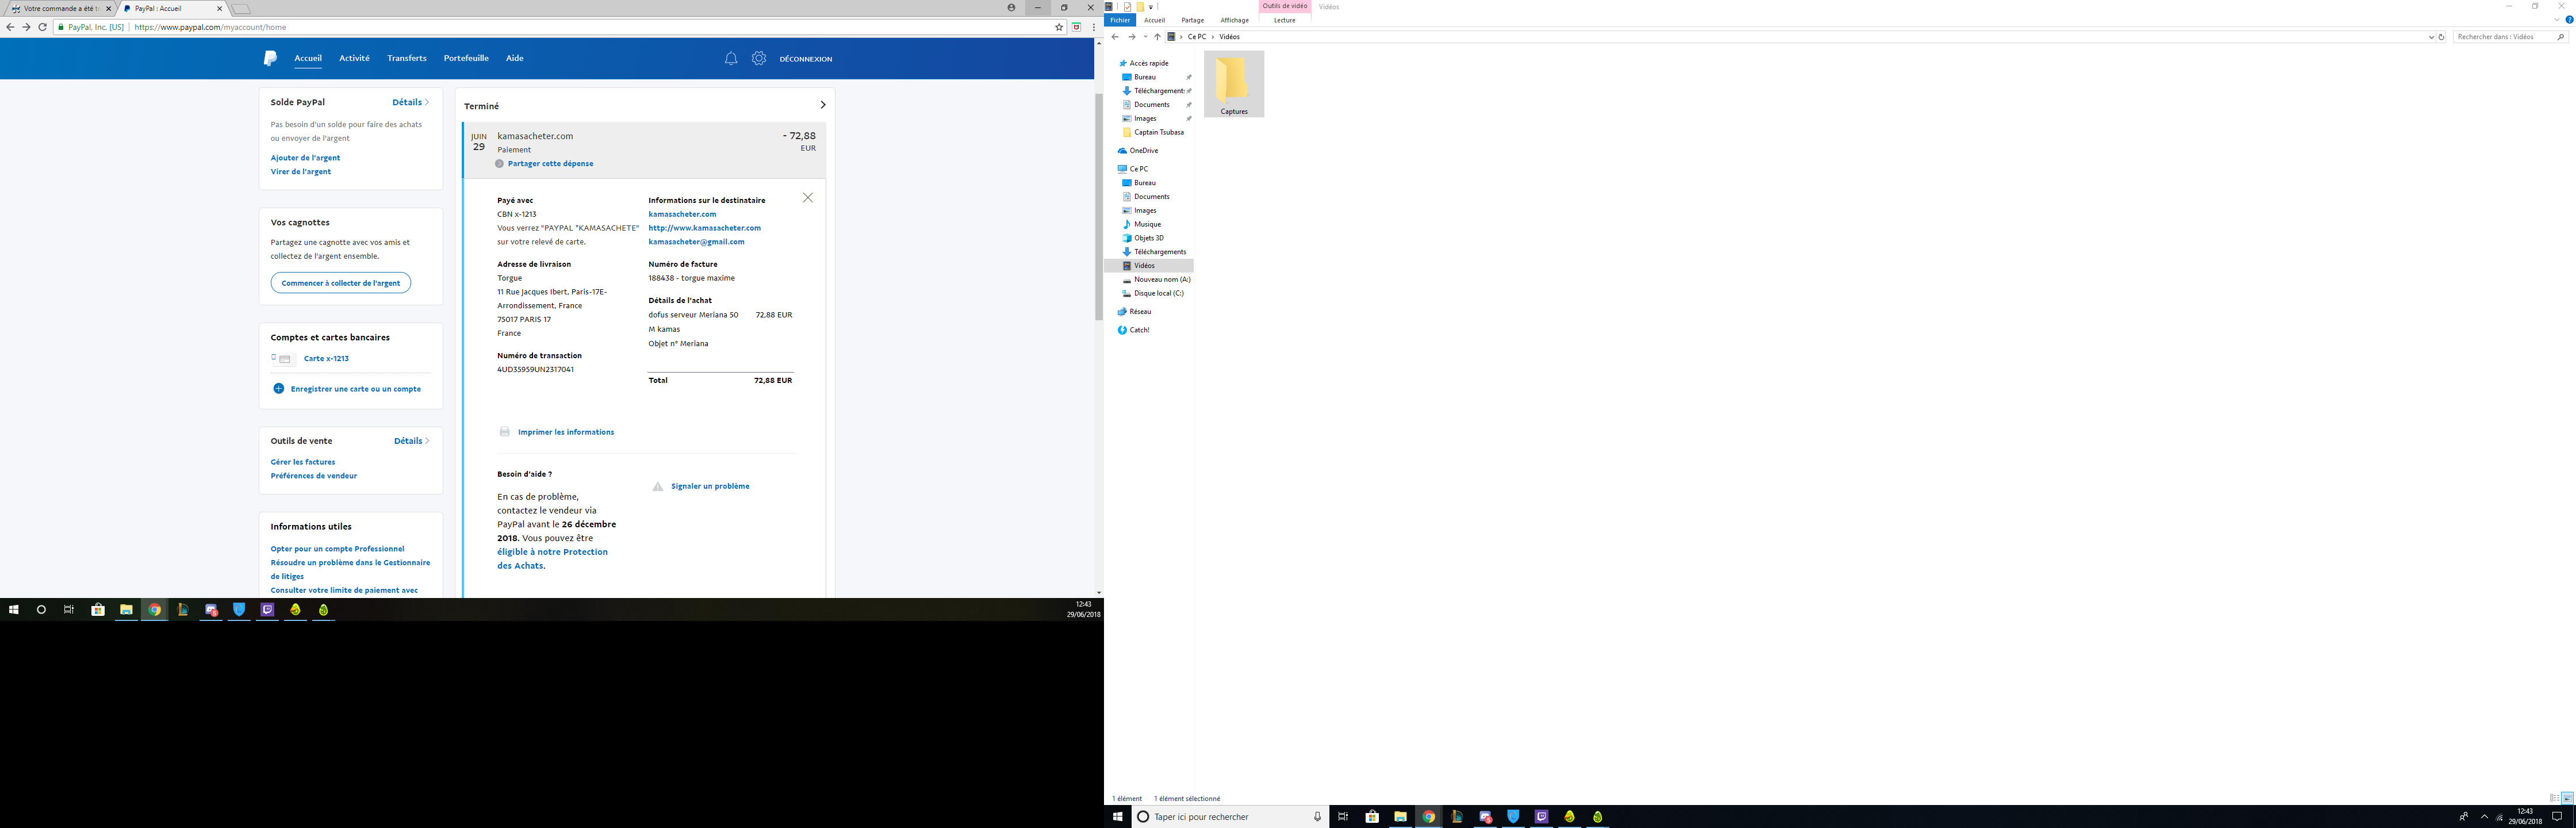 Votre commande a été t
PayPal : Accueil
PayPal, Inc. [US]
https://www.paypal.com/myaccount/home
Accueil
Activité
Transferts
Portefeuille
Aide
DÉCONNEXION
Solde PayPal
Détails
Pas besoin d'un solde pour faire des achats
ou envoyer de l'argent
Ajouter de l'argent
Virer de l'argent
Vos cagnottes
Partagez une cagnotte avec vos amis et
collectez de l'argent ensemble.
Commencer à collecter de l'argent
Comptes et cartes bancaires
Carte x-1213
Enregistrer une carte ou un compte
Outils de vente
Détails
Gérer les factures
Préférences de vendeur
Informations utiles
Opter pour un compte Professionnel
Résoudre un problème dans le Gestionnaire
de litiges
Consulter votre limite de paiement avec
Terminé
JUIN
29
kamasacheter.com
- 72,88
Paiement
EUR
Partager cette dépense
Payé avec
CBN x-1213
Vous verrez "PAYPAL *KAMASACHETE"
sur votre relevé de carte.
Adresse de livraison
Torgue
11 Rue Jacques Ibert, Paris-17E-
Arrondissement, France
75017 PARIS 17
France
Numéro de transaction
4UD35959UN2317041
Informations sur le destinataire
kamasacheter.com
http://www.kamasacheter.com
kamasacheter@gmail.com
Numéro de facture
188438 - torgue maxime
Détails de l'achat
dofus serveur Meriana 50
72,88 EUR
M kamas
Objet n° Meriana
Total
72,88 EUR
Imprimer les informations
Besoin d'aide ?
En cas de problème,
contactez le vendeur via
PayPal avant le 26 décembre
2018. Vous pouvez être
éligible à notre Protection
des Achats.
Signaler un problème
12:43
29/06/2018
Outils de vidéo
Vidéos
Fichier
Accueil
Partage
Affichage
Lecture
Ce PC
Vidéos
Rechercher dans : Vidéos
Accès rapide
Bureau
Téléchargement
Documents
Images
Captain Tsubasa
OneDrive
Ce PC
Bureau
Documents
Images
Musique
Objets 3D
Téléchargements
Vidéos
Nouveau nom (A:)
Disque local (C:)
Réseau
Catch!
Captures
1 élément
1 élément sélectionné
Taper ici pour rechercher
12:43
29/06/2018